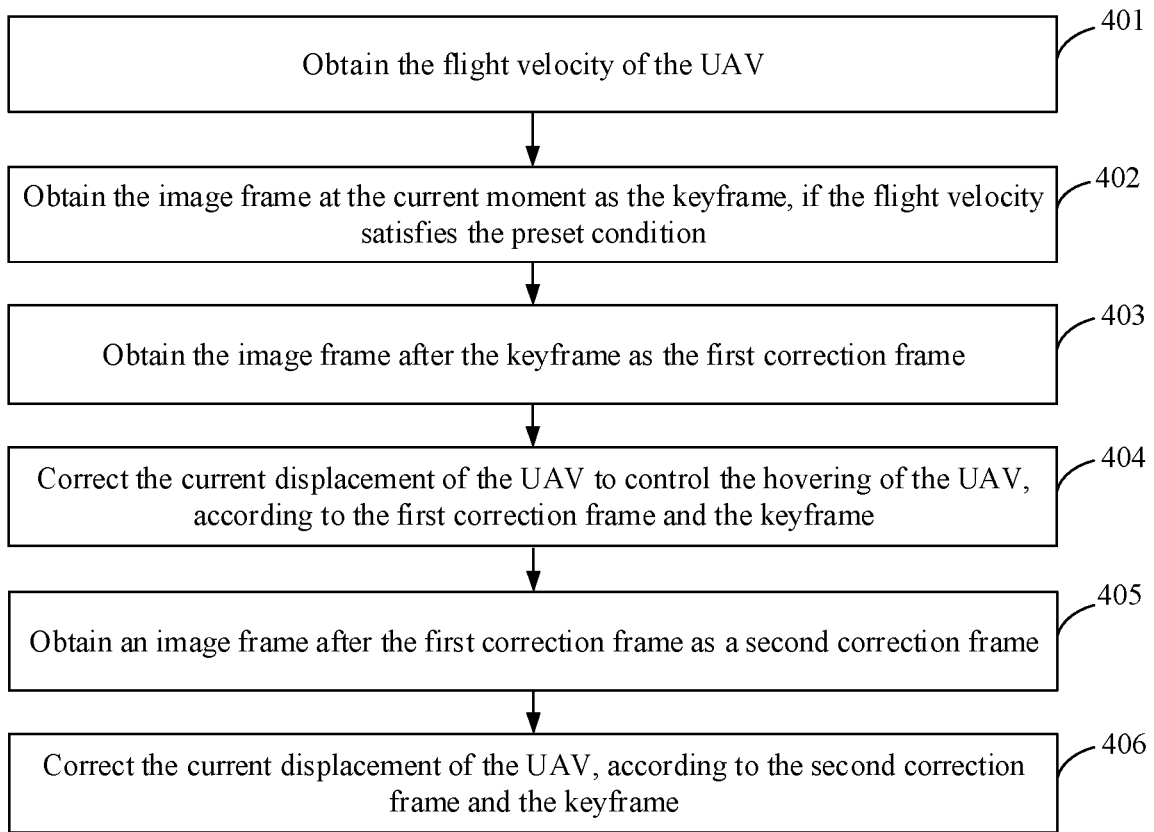 401
Obtain the flight velocity of the UAV
402
Obtain the image frame at the current moment as the keyframe, if the flight velocity
satisfies the preset condition
403
Obtain the image frame after the keyframe as the first correction frame
404
Correct the current displacement of the UAV to control the hovering of the UAV,
according to the first correction frame and the keyframe
405
Obtain an image frame after the first correction frame as a second correction frame
406
Correct the current displacement of the UAV, according to the second correction
frame and the keyframe